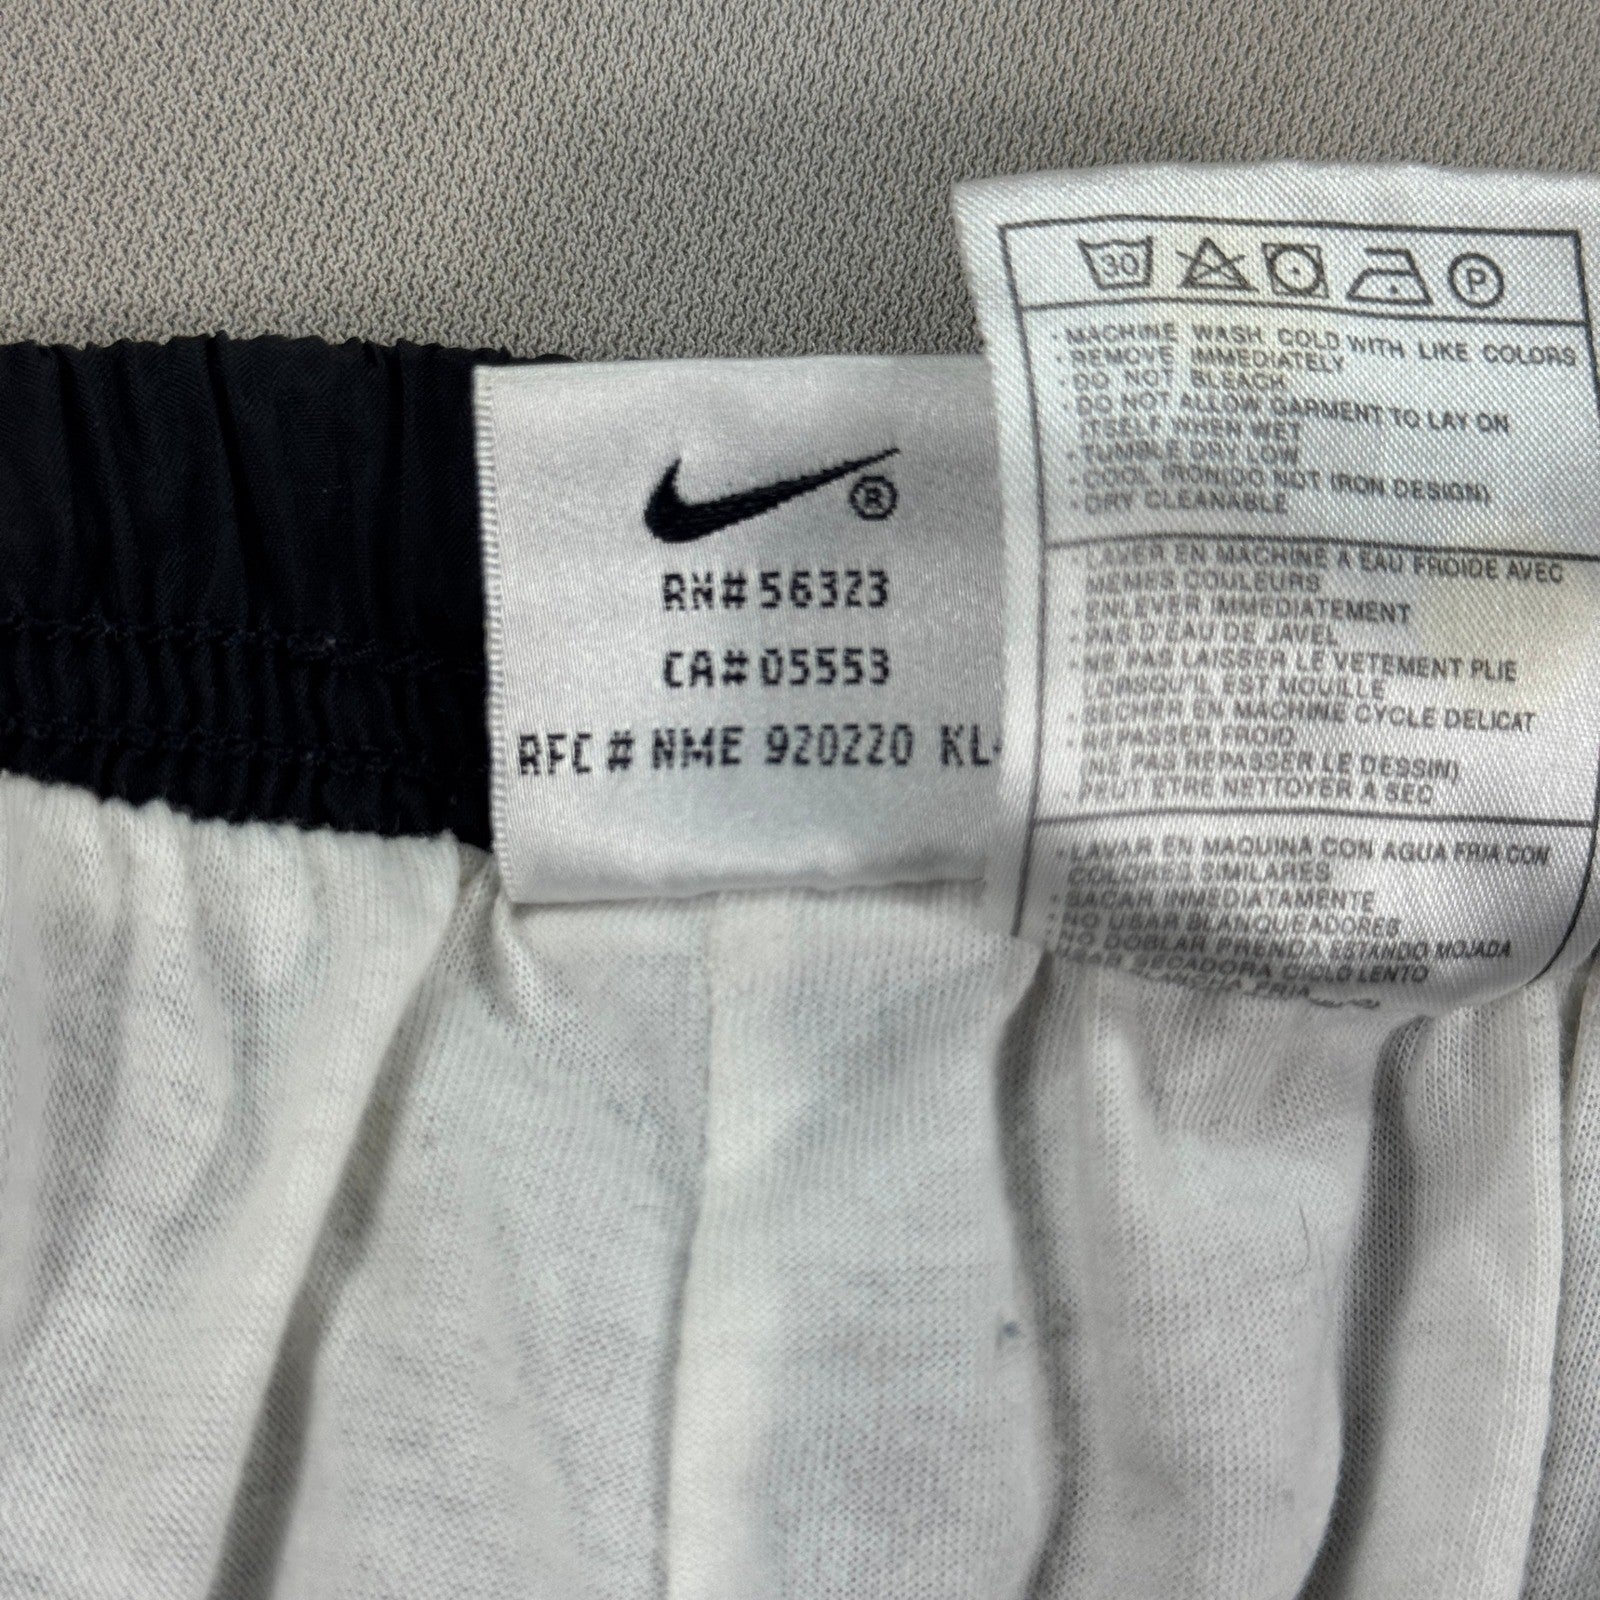 ®
RN# 56323
CA# 05553
RFC # NME 920220 KL
30
P
• MACHINE WASH COLD WITH LIKE COLORS
• REMOVE IMMEDIATELY
• DO NOT BLEACH
• DO NOT ALLOW GARMENT TO LAY ON
ITSELF WHEN WET
• TUMBLE DRY LOW
• COOL IRON(DO NOT IRON DESIGN)
• DRY CLEANABLE
• LAVER EN MACHINE A EAU FROIDE AVEC
MEMES COULEURS
• ENLEVER IMMEDIATEMENT
• PAS D'EAU DE JAVEL
• NE PAS LAISSER LE VETEMENT PLIE
LORSQU'IL EST MOUILLE
• SECHER EN MACHINE CYCLE DELICAT
• REPASSER FROID
(NE PAS REPASSER LE DESSIN)
• PEUT ETRE NETTOYER A SEC
• LAVAR EN MAQUINA CON AGUA FRIA CON
COLORES SIMILARES
• SACAR INMEDIATAMENTE
• NO USAR BLANQUEADORES
NO DOBLAR PRENDA ESTANDO MOJADA
SECADORA CICLO LENTO
FRIA